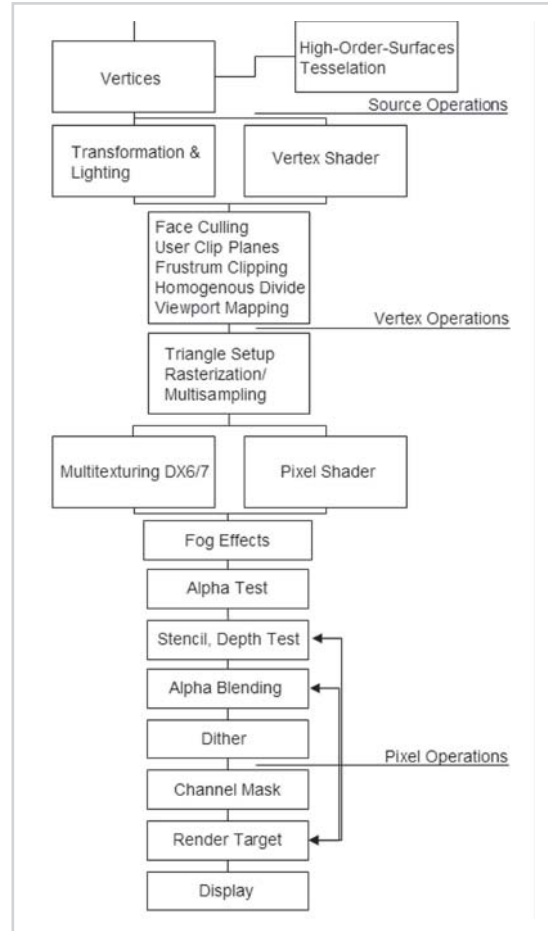 High-Order-Surfaces
Tesselation
Vertices
Source Operations
Transformation &
Lighting
Vertex Shader
Face Culling
User Clip Planes
Frustrum Clipping
Homogenous Divide
Viewport Mapping
Vertex Operations
Triangle Setup
Rasterization/
Multisampling
Multitexturing DX6/7
Pixel Shader
Fog Effects
Alpha Test
Stencil, Depth Test
Alpha Blending
Dither
Pixel Operations
Channel Mask
Render Target
Display